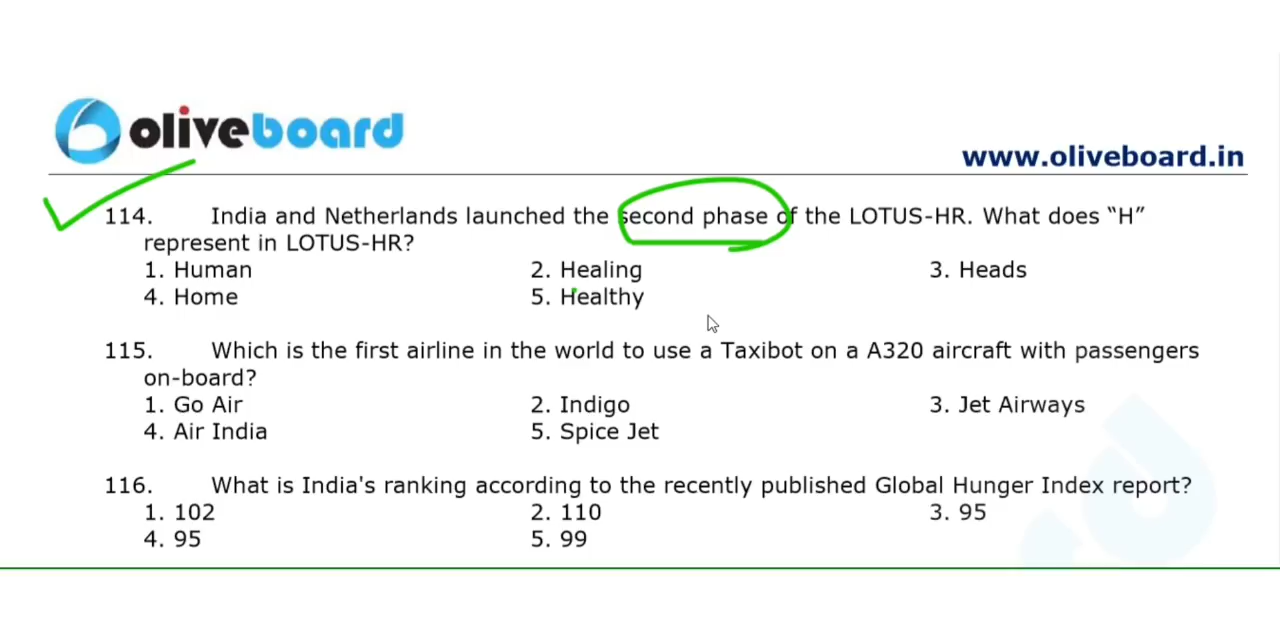 oliveboard
www.oliveboard.in
114. India and Netherlands launched the second phase of the LOTUS-HR. What does “H”
represent in LOTUS-HR?
1. Human 2. Healing 3. Heads
4. Home 5. Healthy
115. Which is the first airline in the world to use a Taxibot on a A320 aircraft with passengers
on-board?
1. Go Air 2. Indigo 3. Jet Airways
4. Air India 5. Spice Jet
116. What is India's ranking according to the recently published Global Hunger Index report?
1. 102 2. 110 3. 95
4. 95 5. 99
rd